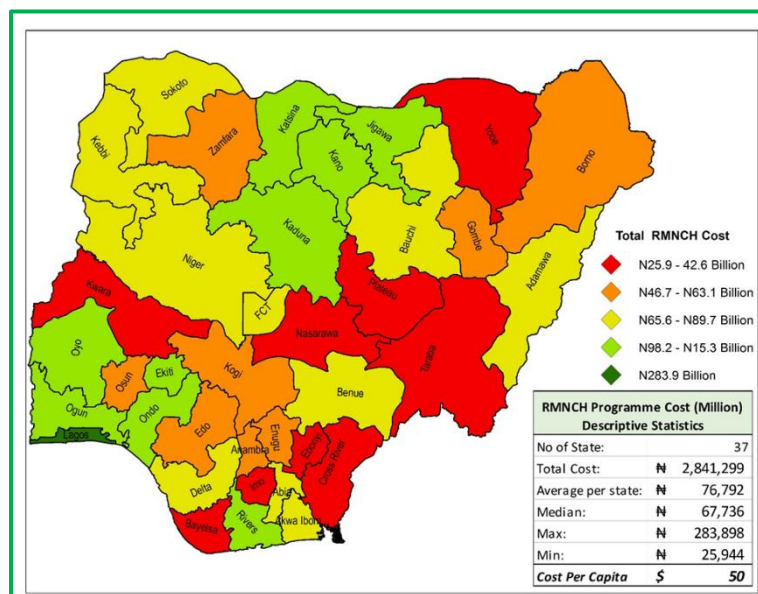 Sokoto
Katsina
Jigawa
Yobe
Borno
Zamfara
Kano
Kebbi
Kaduna
Bauchi
Gombe
Adamawa
Niger
FCT
Plateau
Kwara
Nasarawa
Taraba
Oyo
Osun
Ekiti
Kogi
Benue
Ogun
Ondo
Edo
Enugu
Anambra
Ebonyi
Cross River
Lagos
Delta
Imo
Abia
Akwa Ibom
Bayelsa
Rivers
Total RMNCH Cost
N25.9 - 42.6 Billion
N46.7 - N63.1 Billion
N65.6 - N89.7 Billion
N98.2 - N15.3 Billion
N283.9 Billion
RMNCH Programme Cost (Million)
Descriptive Statistics
No of State: 37
Total Cost: ₦ 2,841,299
Average per state: ₦ 76,792
Median: ₦ 67,736
Max: ₦ 283,898
Min: ₦ 25,944
Cost Per Capita $ 50